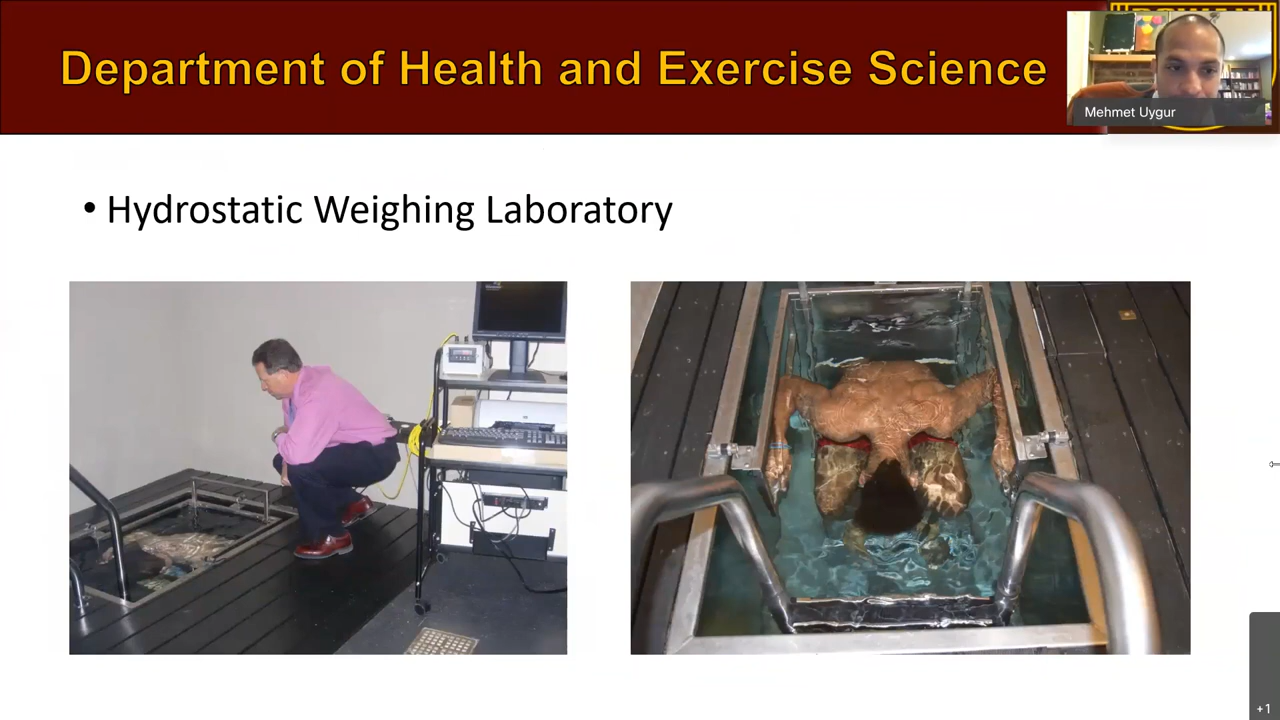 Department of Health and Exercise Science
Mehmet Uygur
• Hydrostatic Weighing Laboratory
+1